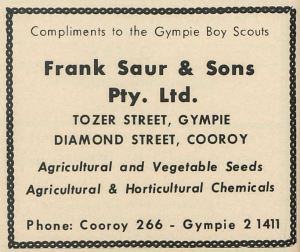 Compliments to the Gympie Boy Scouts
Frank Saur & Sons
Pty. Ltd.
TOZER STREET, GYMPIE
DIAMOND STREET, COOROY
Agricultural and Vegetable Seeds
Agricultural & Horticultural Chemicals
Phone: Cooroy 266 - Gympie 2 1411